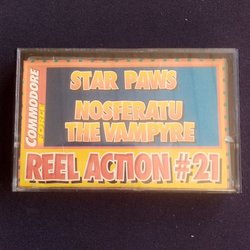 COMMODORE
STAR PAWS
NOSFERATU
THE VAMPYRE
REEL ACTION #21